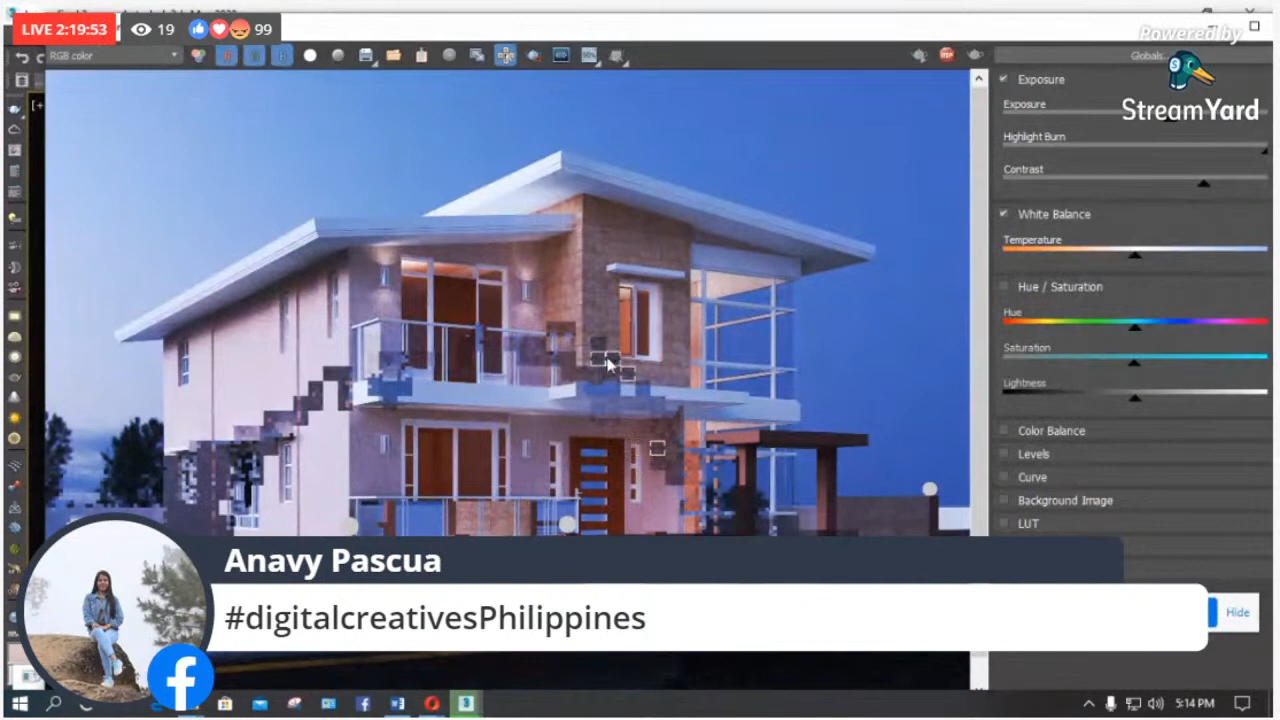 LIVE 2:19:53
19
99
Powered by
StreamYard
RGB color
Globals
Exposure
Exposure
Highlight Burn
Contrast
White Balance
Temperature
Hue / Saturation
Hue
Saturation
Lightness
Color Balance
Levels
Curve
Background Image
LUT
Anavy Pascua
#digitalcreativesPhilippines
Hide
5:14 PM